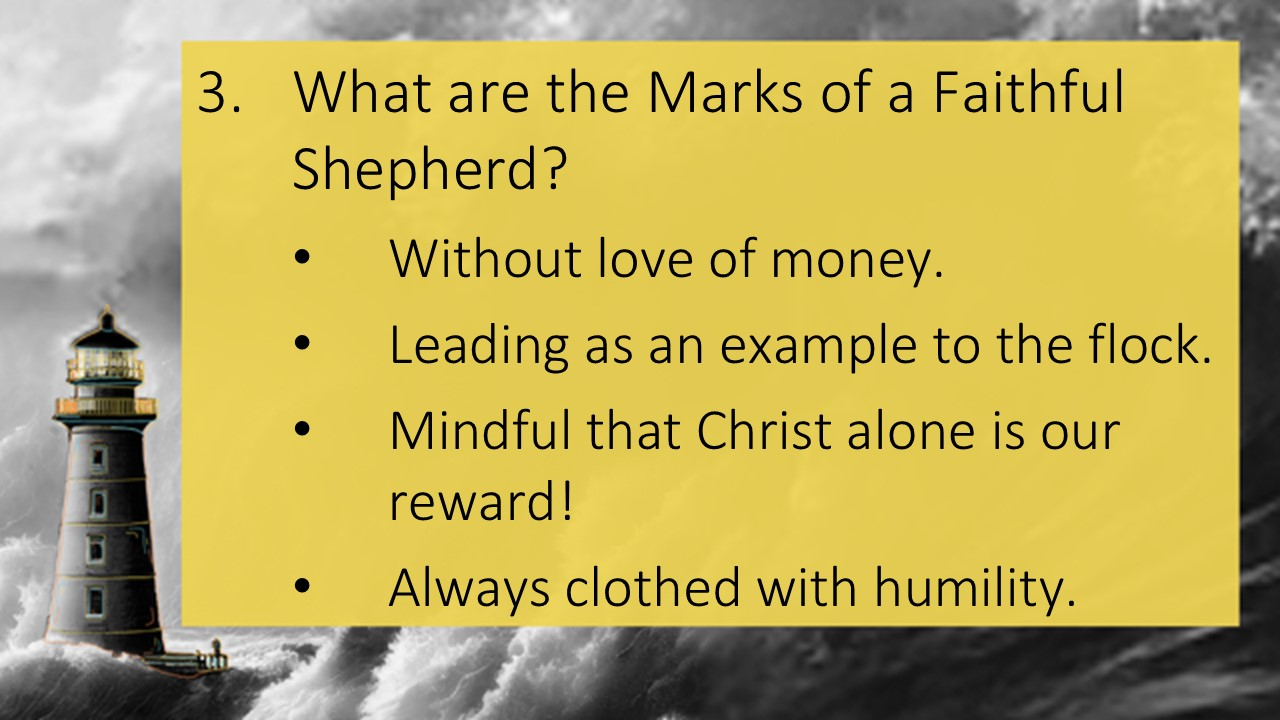 3. What are the Marks of a Faithful
Shepherd?
• Without love of money.
• Leading as an example to the flock.
• Mindful that Christ alone is our
reward!
• Always clothed with humility.